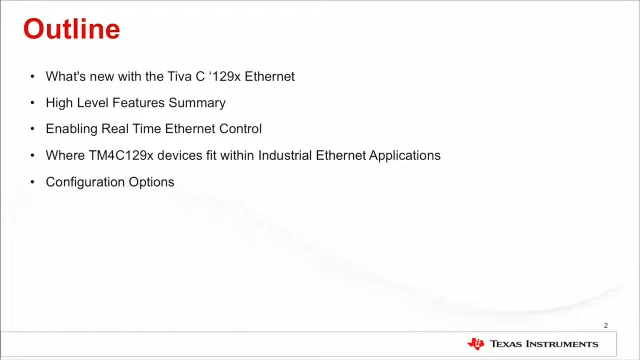 Outline
• What's new with the Tiva C ‘129x Ethernet
• High Level Features Summary
• Enabling Real Time Ethernet Control
• Where TM4C129x devices fit within Industrial Ethernet Applications
• Configuration Options
2
TEXAS INSTRUMENTS